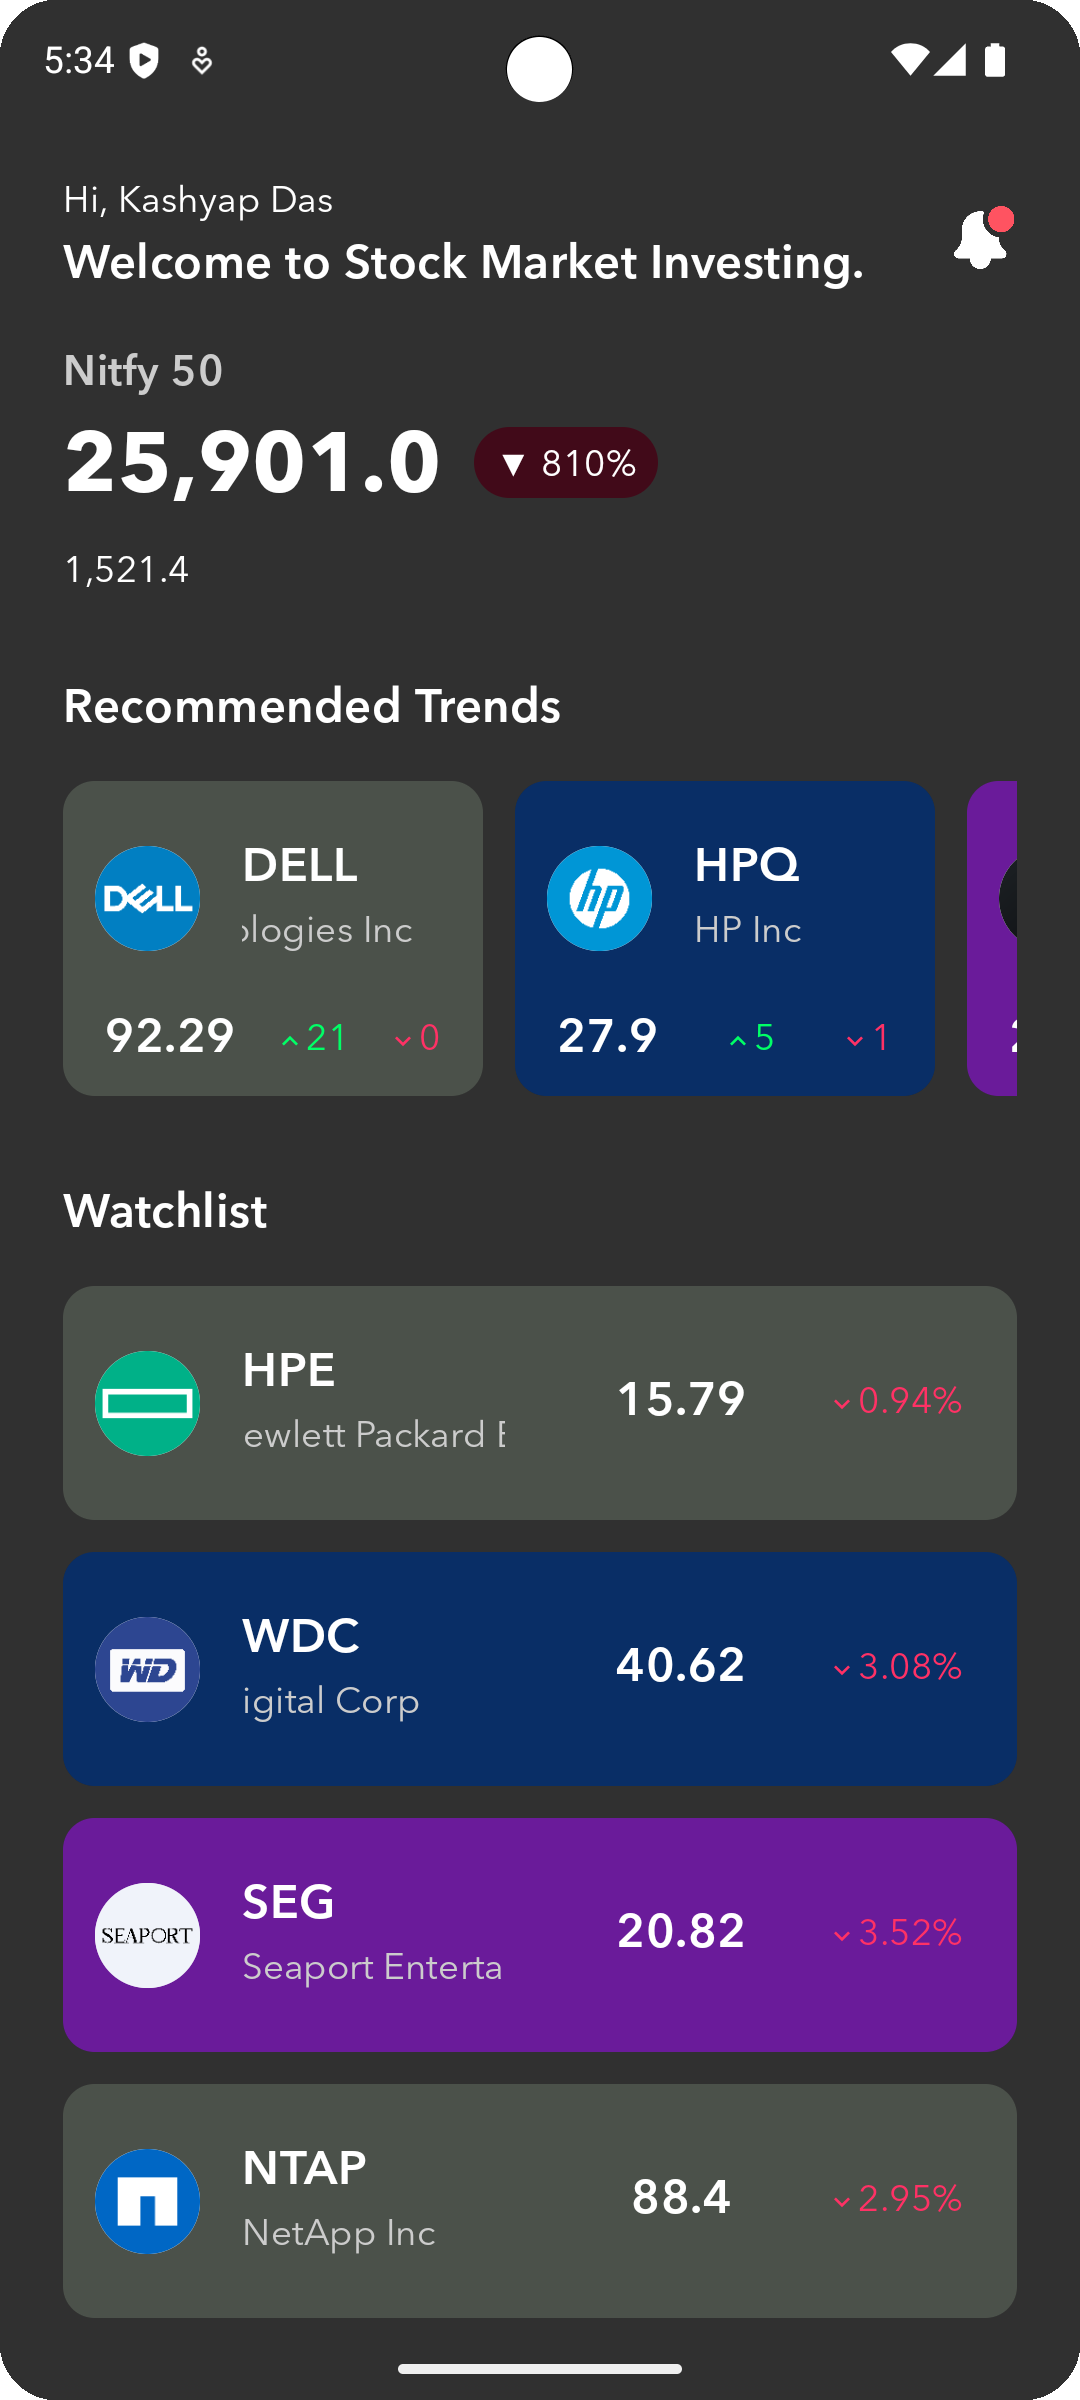 5:34
Hi, Kashyap Das
Welcome to Stock Market Investing.
Nitfy 50
25,901.0 ▼ 810%
1,521.4
Recommended Trends
DELL
DELL
ologies Inc
92.29 21 0
hp
HPQ
HP Inc
27.9 5 1
Watchlist
HPE
ewlett Packard
15.79
0.94%
WD
WDC
igital Corp
40.62
3.08%
SEAPORT
SEG
Seaport Enterta
20.82
3.52%
NTAP
NetApp Inc
88.4
2.95%